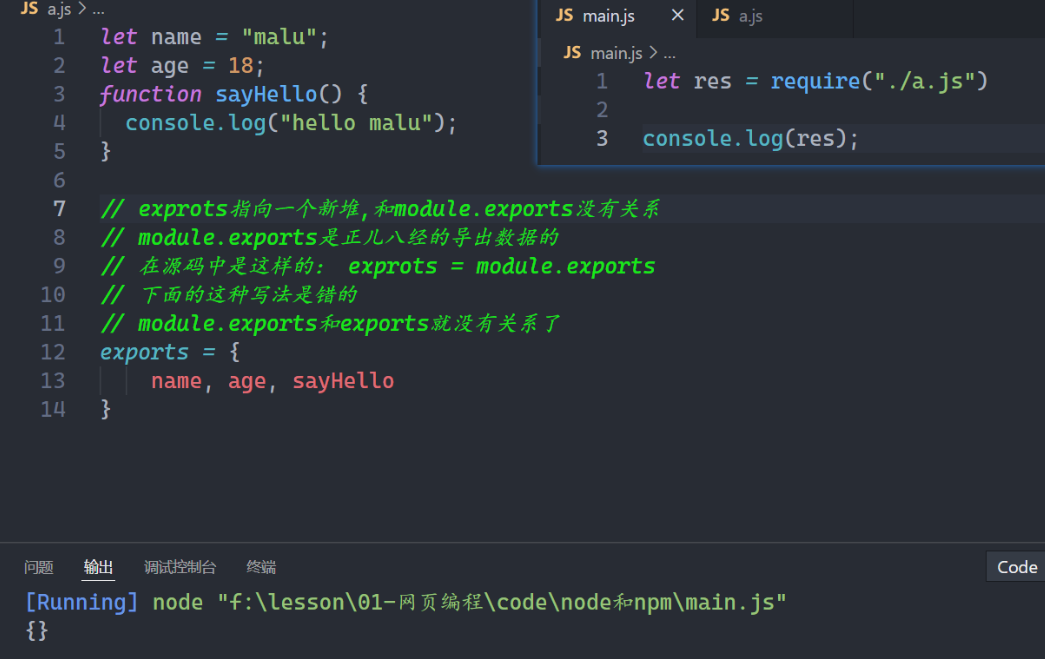 JS a.js > ...
1 let name = "malu";
2 let age = 18;
3 function sayHello() {
4 console.log("hello malu");
5 }
6
7 // exprots指向一个新堆,和module.exports没有关系
8 // module.exports是正儿八经的导出数据的
9 // 在源码中是这样的： exprots = module.exports
10 // 下面的这种写法是错的
11 // module.exports和exports就没有关系了
12 exports = {
13 name, age, sayHello
14 }
JS main.js × JS a.js
JS main.js > ...
1 let res = require("./a.js")
2
3 console.log(res);
问题 输出 调试控制台 终端 Code
[Running] node "f:\lesson\01-网页编程\code\node和npm\main.js"
{}